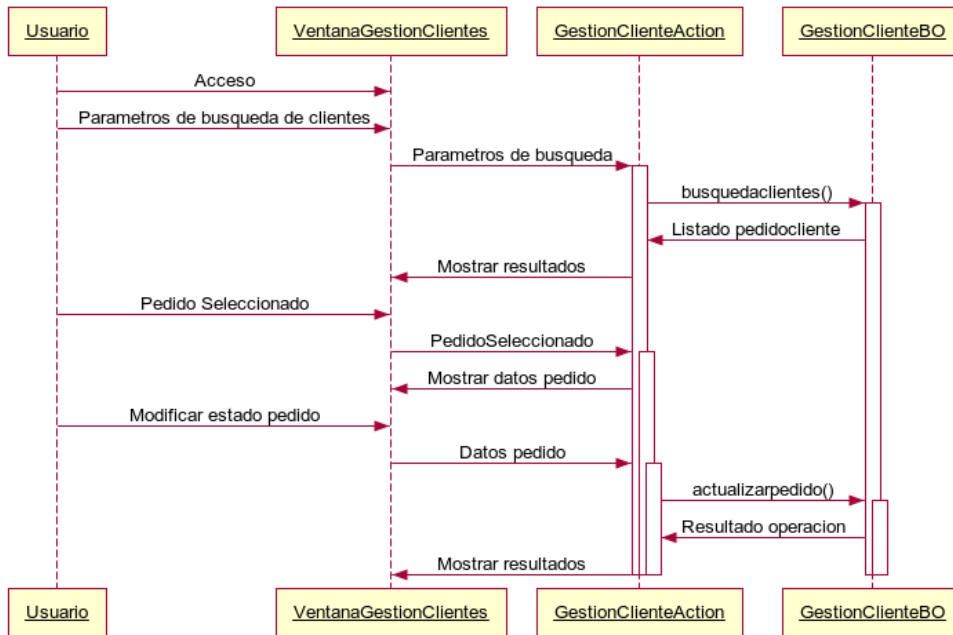 Usuario
VentanaGestionClientes
GestionClienteAction
GestionClienteBO
Acceso
Parametros de busqueda de clientes
Parametros de busqueda
busquedaclientes()
Listado pedidocliente
Mostrar resultados
Pedido Seleccionado
PedidoSeleccionado
Mostrar datos pedido
Modificar estado pedido
Datos pedido
actualizarpedido()
Resultado operacion
Mostrar resultados
Usuario
VentanaGestionClientes
GestionClienteAction
GestionClienteBO